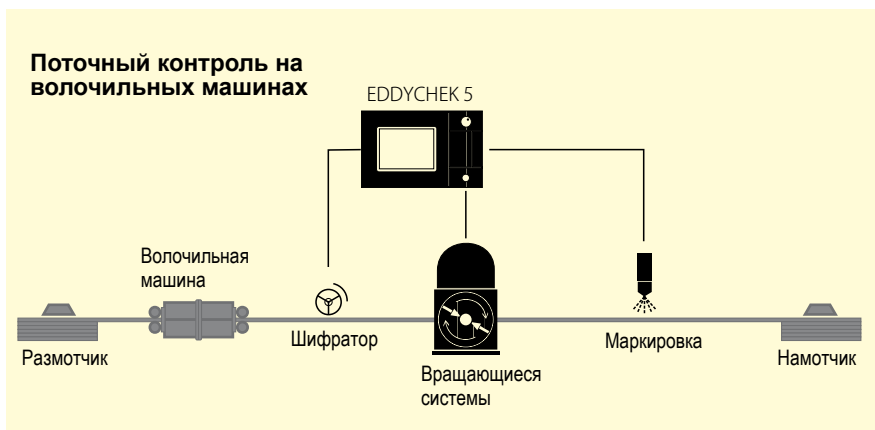 Поточный контроль на
волочильных машинах
EDDYCHEK 5
Волочильная
машина
Размотчик
Шифратор
Вращающиеся
системы
Маркировка
Намотчик